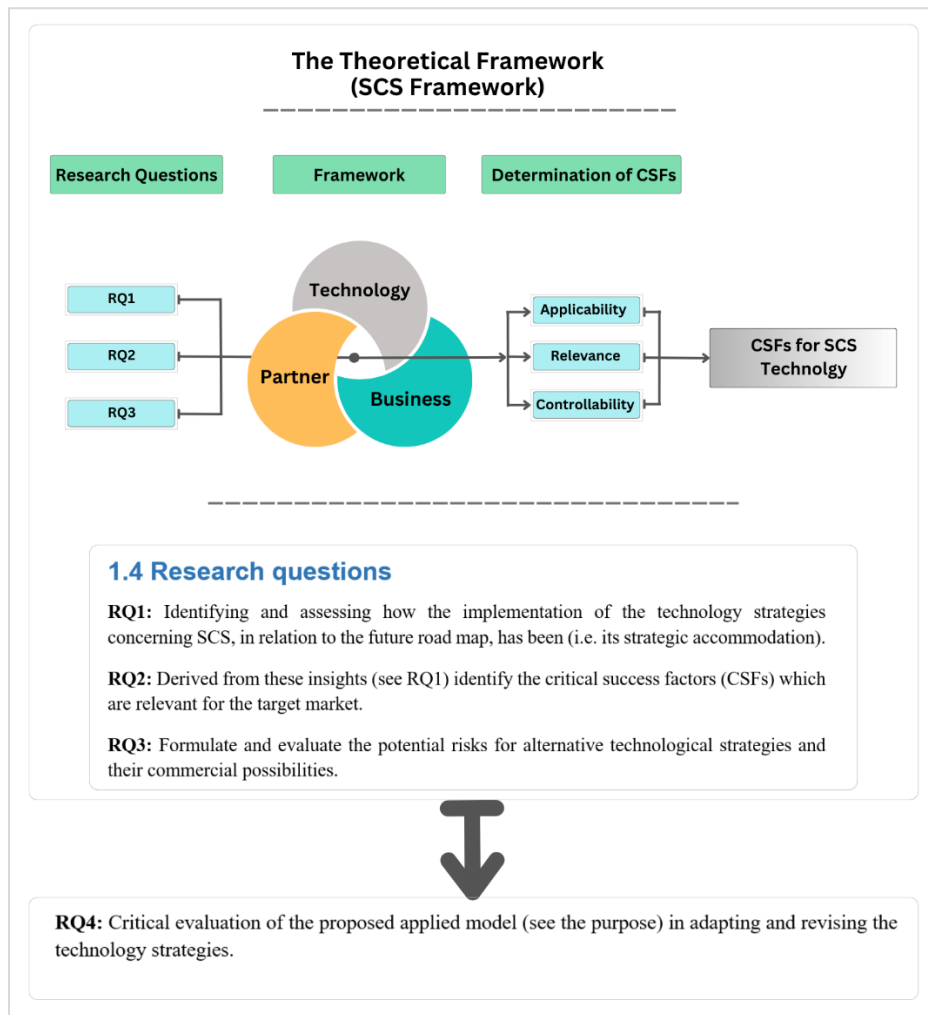 The Theoretical Framework
(SCS Framework)
Research Questions
Framework
Determination of CSFs
Technology
RQ1
Applicability
RQ2
Partner
Relevance
CSFs for SCS
Technolgy
Business
RQ3
Controllability
1.4 Research questions
RQ1: Identifying and assessing how the implementation of the technology strategies
concerning SCS, in relation to the future road map, has been (i.e. its strategic accommodation).
RQ2: Derived from these insights (see RQ1) identify the critical success factors (CSFs) which
are relevant for the target market.
RQ3: Formulate and evaluate the potential risks for alternative technological strategies and
their commercial possibilities.
RQ4: Critical evaluation of the proposed applied model (see the purpose) in adapting and revising the
technology strategies.